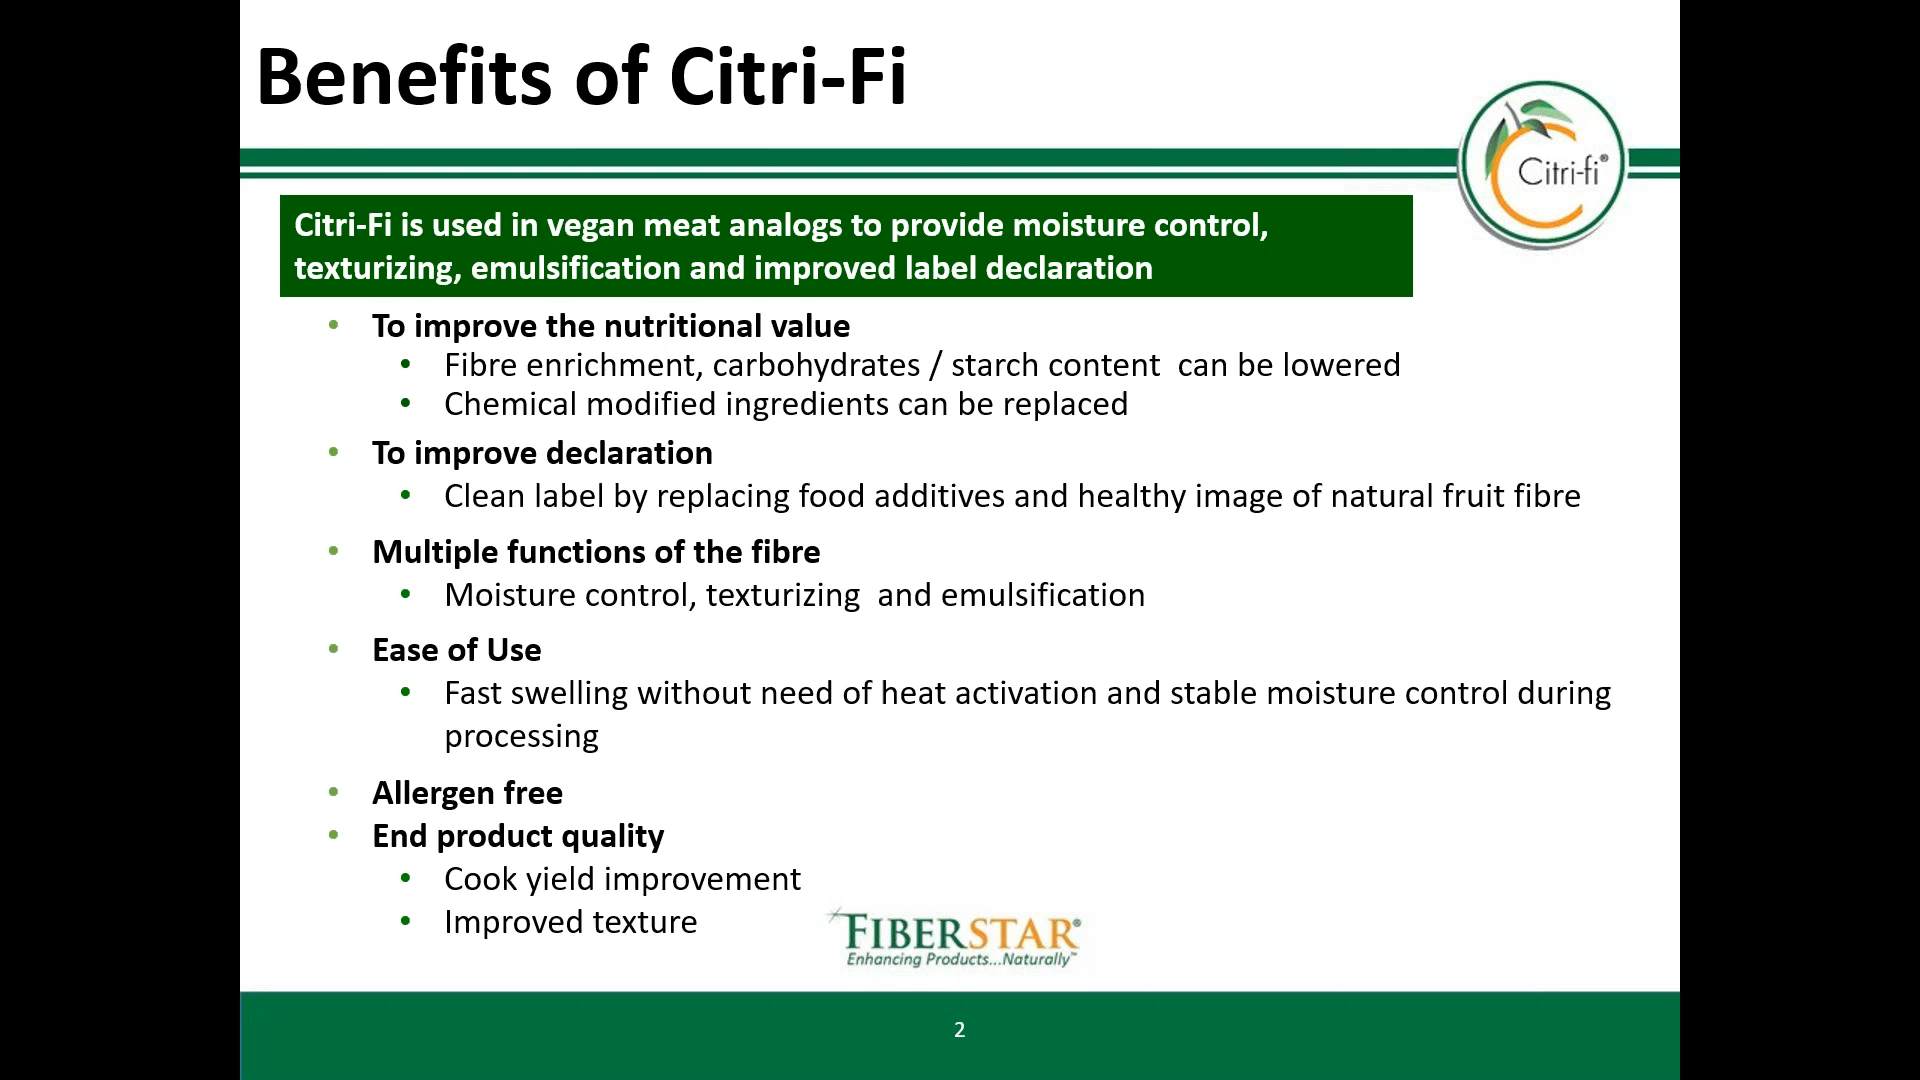 Benefits of Citri-Fi
Citri-fi®
Citri-Fi is used in vegan meat analogs to provide moisture control,
texturizing, emulsification and improved label declaration
• To improve the nutritional value
• Fibre enrichment, carbohydrates / starch content  can be lowered
• Chemical modified ingredients can be replaced
• To improve declaration
• Clean label by replacing food additives and healthy image of natural fruit fibre
• Multiple functions of the fibre
• Moisture control, texturizing  and emulsification
• Ease of Use
• Fast swelling without need of heat activation and stable moisture control during
processing
• Allergen free
• End product quality
• Cook yield improvement
• Improved texture
FIBERSTAR®
Enhancing Products...Naturally™
2